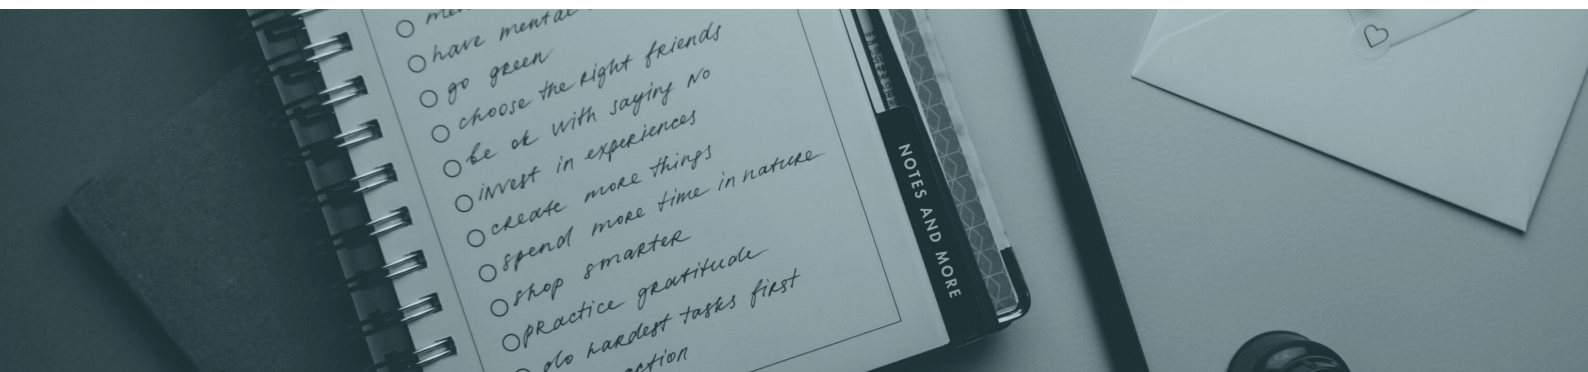 have mental
go green
choose the right friends
be ok with saying no
invest in experiences
create more things
spend more time in nature
shop smarter
practice gratitude
do hardest tasks first
NOTES AND MORE